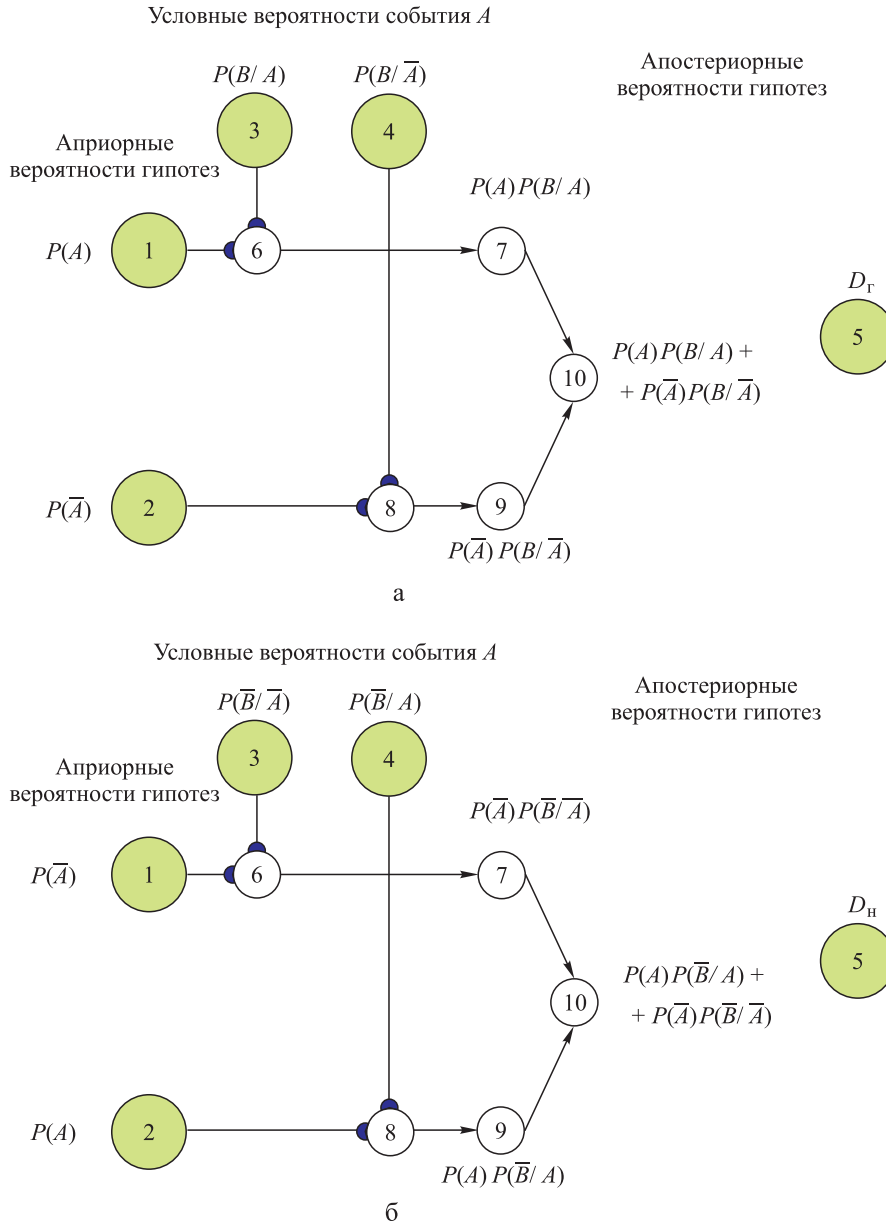 Условные вероятности события A
P(B/ A)
P(B/ A̅)
Апостериорные
вероятности гипотез
3
4
Априорные
вероятности гипотез
P(A)P(B/ A)
P(A)
1
6
7
D_г
5
10
P(A)P(B/ A) +
+ P(A̅)P(B/ A̅)
P(A̅)
2
8
9
P(A̅) P(B/ A̅)
а
Условные вероятности события A
P(B̅/ A̅)
P(B̅/ A)
Апостериорные
вероятности гипотез
3
4
Априорные
вероятности гипотез
P(A̅)P(B̅/A̅)
P(A̅)
1
6
7
D_н
5
10
P(A)P(B̅/ A) +
+ P(A̅)P(B̅/ A̅)
P(A)
2
8
9
P(A) P(B̅/ A)
б